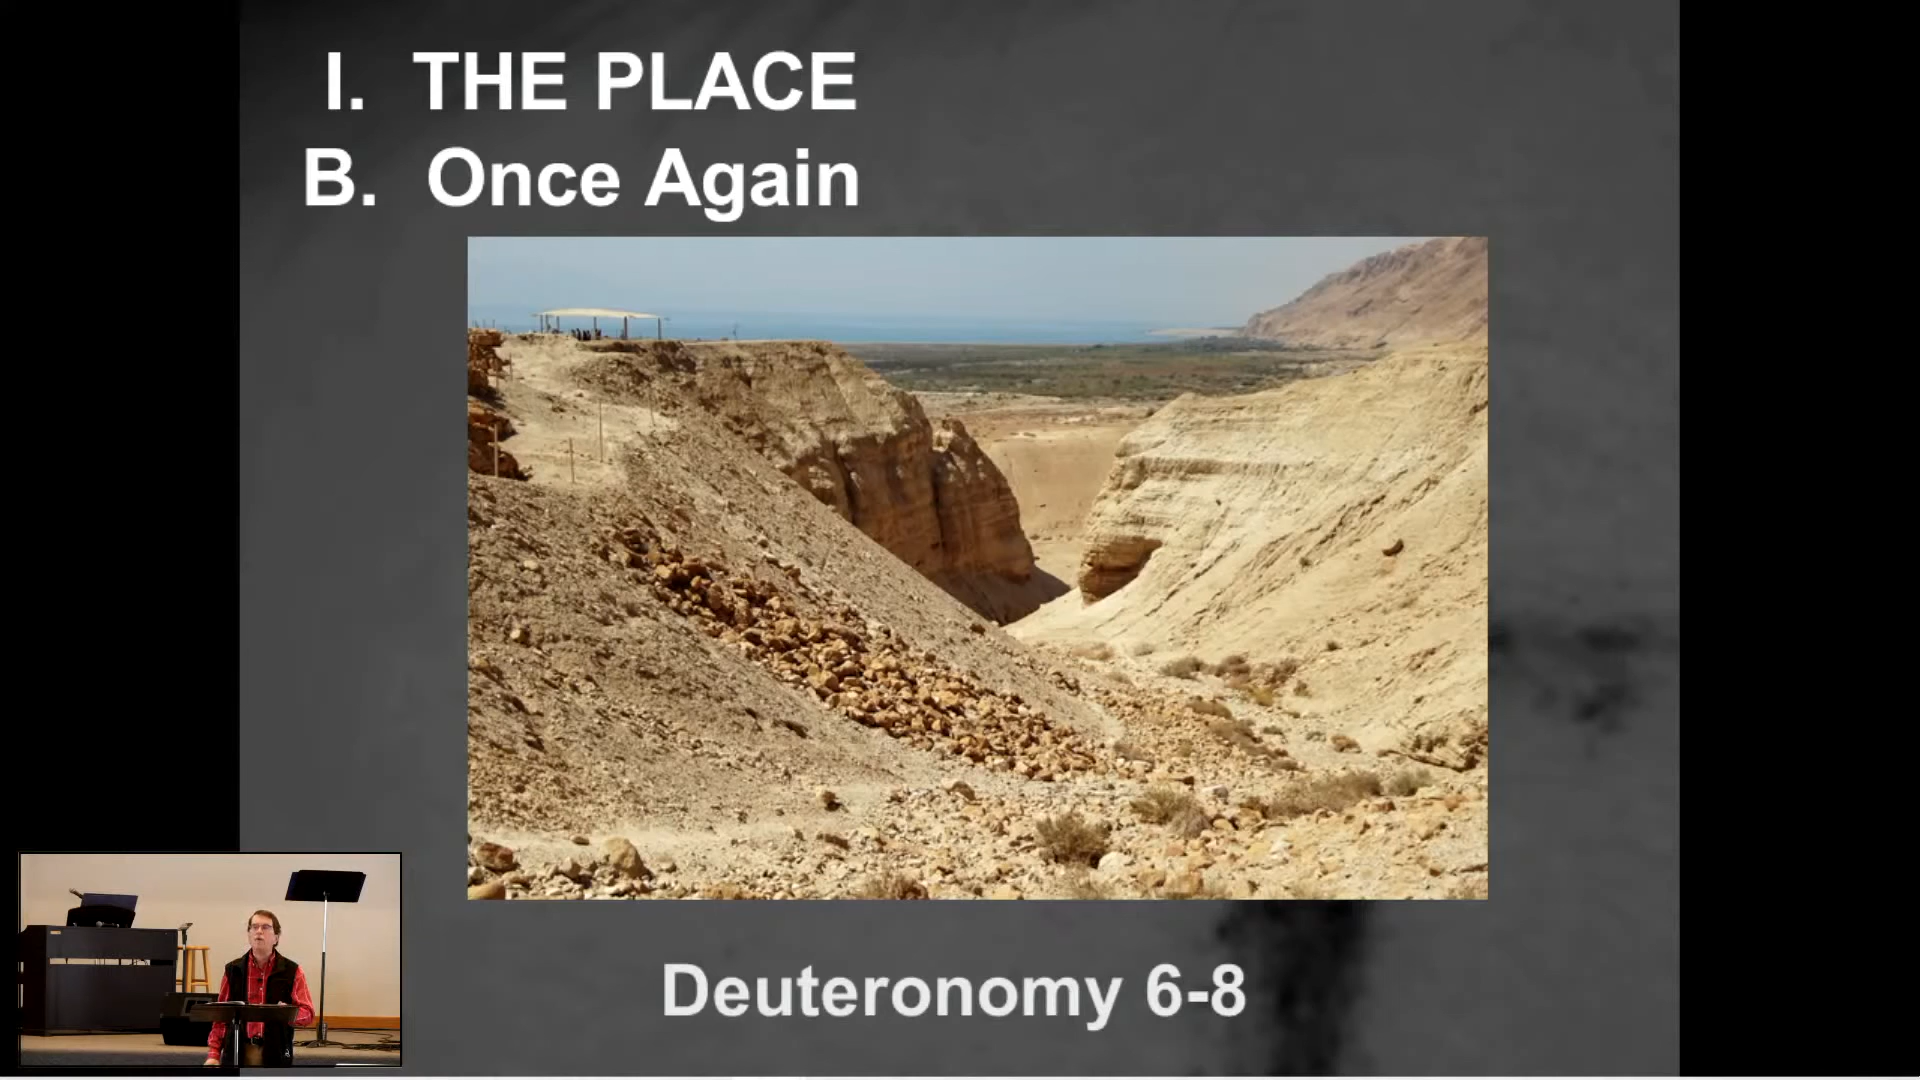 I. THE PLACE
B. Once Again
Deuteronomy 6-8